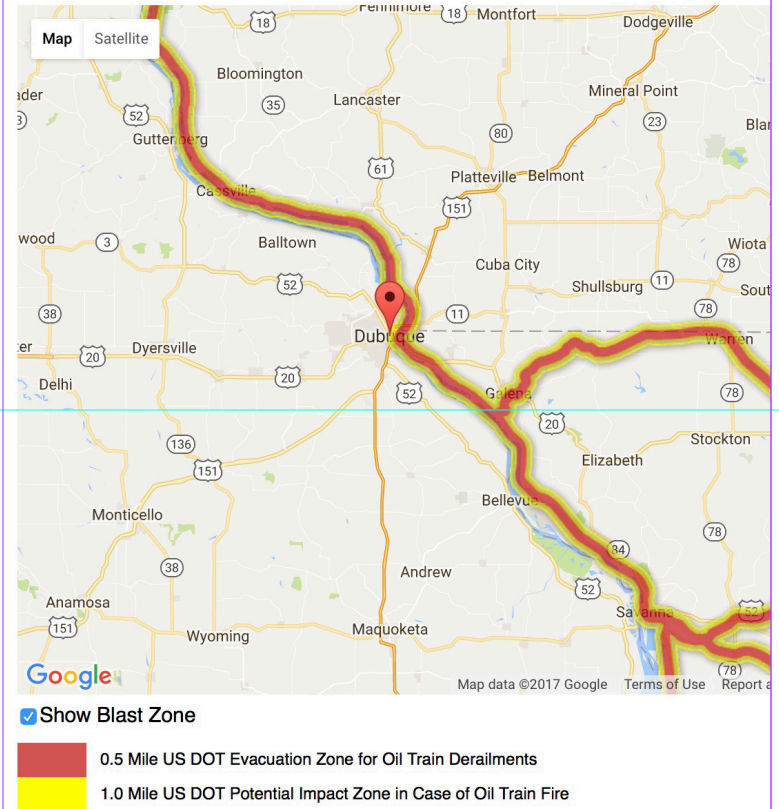 Fennimore
18
18
Montfort
Dodgeville
Map
Satellite
Bloomington
Lancaster
Mineral Point
35
52
80
23
Guttenberg
61
Platteville
Belmont
Cassville
151
wood
3
Balltown
Wiota
78
Cuba City
52
Shullsburg
11
South
38
11
78
Dubuque
Warren
Dyersville
20
20
Delhi
52
Galena
78
20
136
Stockton
151
Elizabeth
Bellevue
Monticello
78
84
38
Andrew
52
Anamosa
Savanna
52
151
Wyoming
Maquoketa
78
Google
Map data ©2017 Google
Terms of Use
Report a
Show Blast Zone
0.5 Mile US DOT Evacuation Zone for Oil Train Derailments
1.0 Mile US DOT Potential Impact Zone in Case of Oil Train Fire